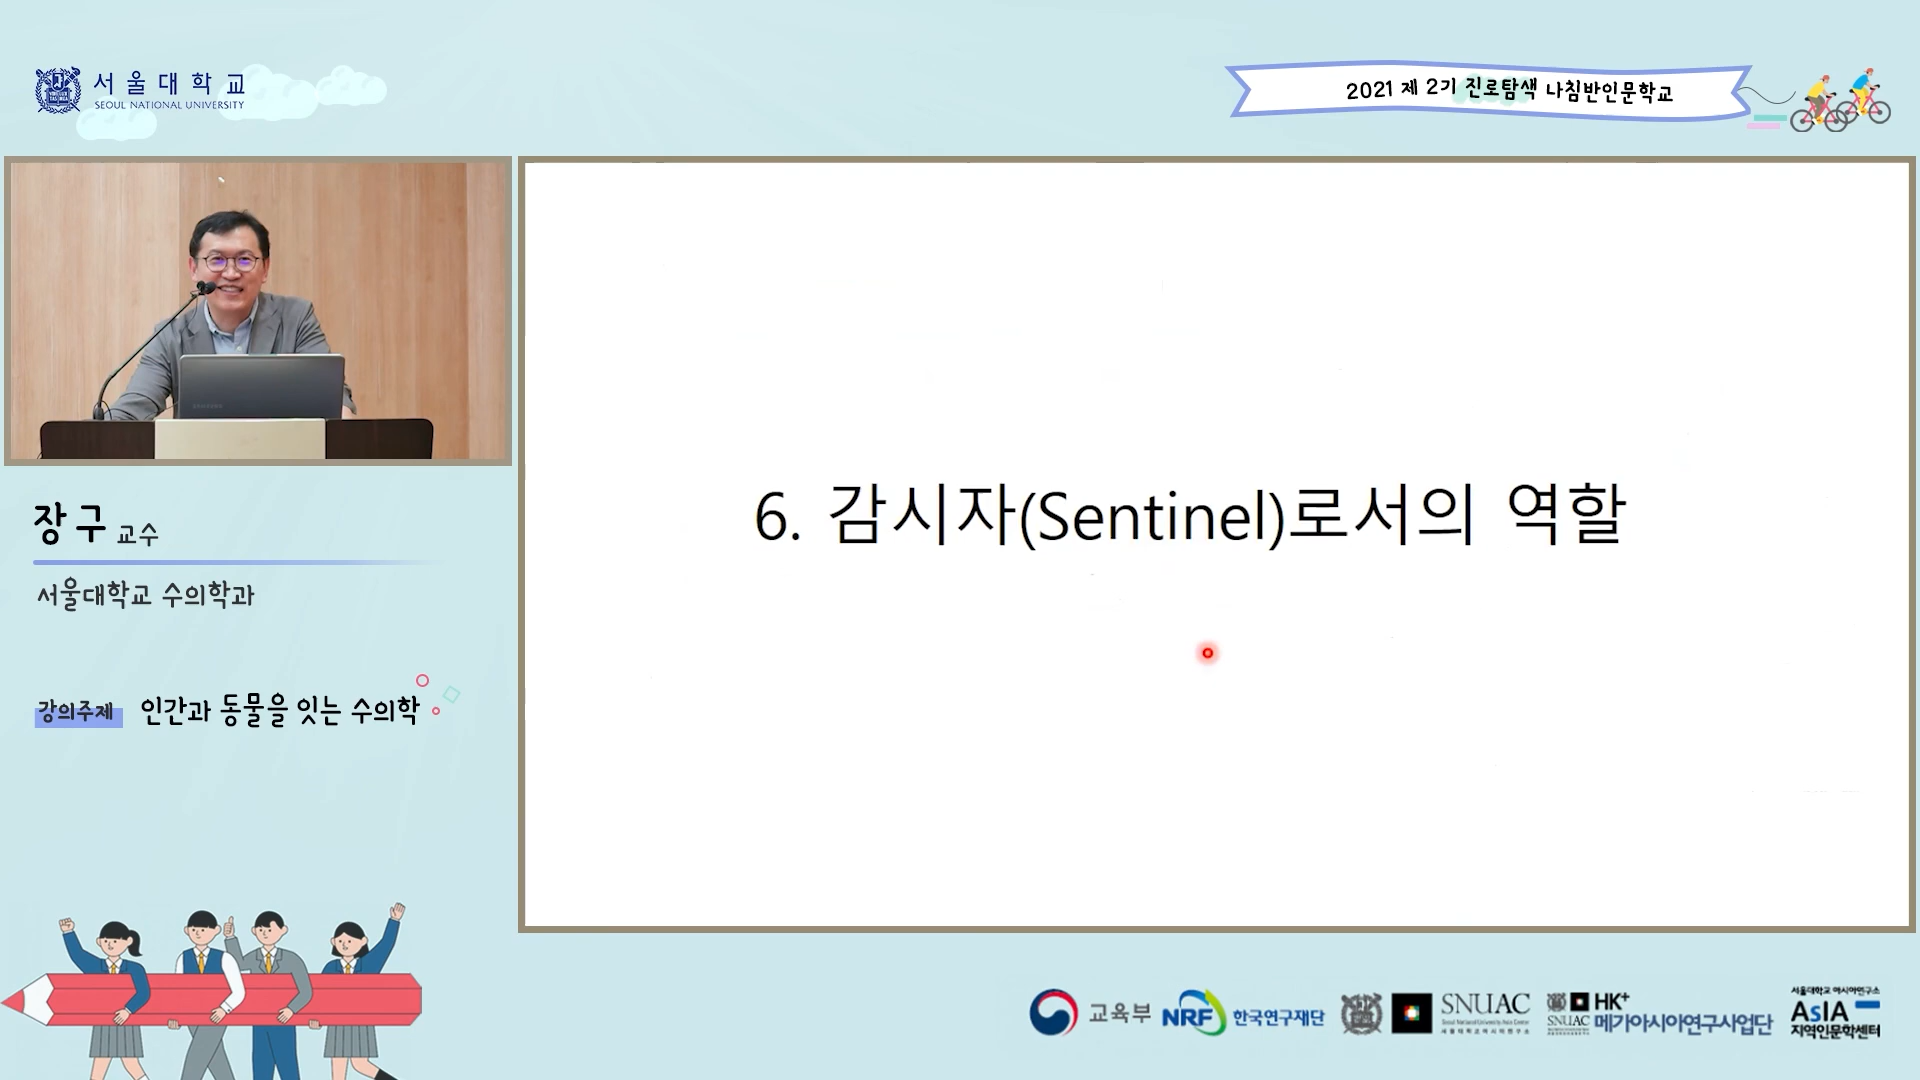 서울대학교
SEOUL NATIONAL UNIVERSITY
2021 제 2기 진로탐색 나침반인문학교
SAMSUNG
6. 감시자(Sentinel)로서의 역할
장구 교수
서울대학교 수의학과
강의주제 인간과 동물을 잇는 수의학
교육부
NRF 한국연구재단
SNUAC
Seoul National University Asia Center
서울대학교아시아연구소
HK+
SNUAC 메가아시아연구사업단
서울대학교 아시아연구소
AsIA
지역인문학센터